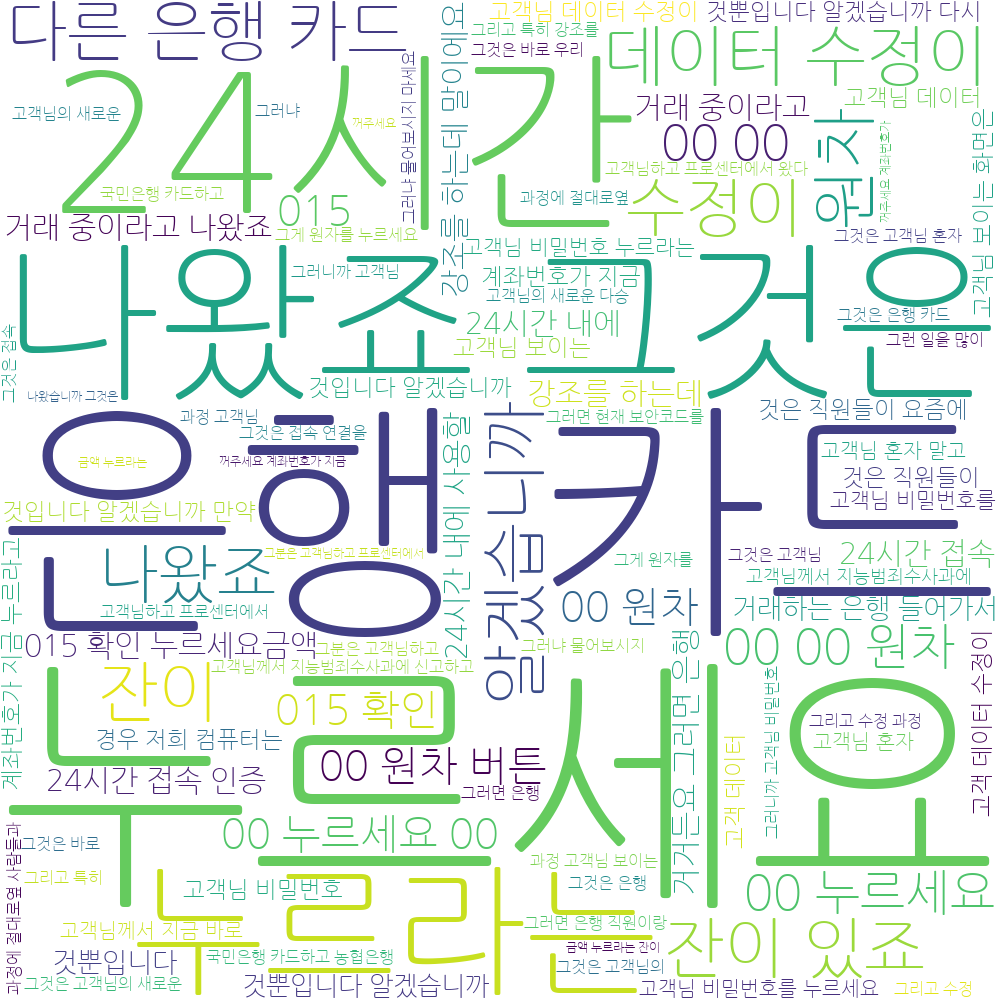 다른 은행 카드
고객님 데이터 수정이
것뿐입니다 알겠습니까 다시
그리고 특히 강조를
그것은 바로 우리
데이터 수정이
24시간
고객님의 새로운
그러냐
꺼주세요
그러냐 물어보시지 마세요
강조를 하는데 말이에요
거래 중이라고
고객님 데이터
00 00
원차
꺼주세요 계좌번호가
고객님 보이는 화면은
고객님하고 프로센터에서 왔다
국민은행 카드하고
015
과정에 절대로옆
수정이
거래 중이라고 나왔죠
그게 원자를 누르세요
고객님 비밀번호 누르라는
그것은 고객님 혼자
그러니까 고객님
계좌번호가 지금
고객님의 새로운 다승
나왔죠
그것은
24시간 내에
그것은 은행 카드
그런 일을 많이
고객님 보이는
그것은 접속
나왔습니까 그것은
것입니다 알겠습니까
강조를 하는데
과정 고객님
그러면 현재 보안코드를
것은 직원들이 요즘에
그것은 접속 연결을
은행 카드
금액 누르라는
꺼주세요 계좌번호가 지금
고객님 혼자 말고
것은 직원들이
고객님 비밀번호를
것입니다 알겠습니까 만약
24시간 내에 사용할
알겠습니까
나왔죠
그분은 고객님하고 프로센터에서
그게 원자를
그것은 고객님
24시간 접속
고객님께서 지능범죄수사과에
고객님하고 프로센터에서
00 원차
거래하는 은행 들어가서
계좌번호가 지금 누르라고
015 확인 누르세요금액
그분은 고객님하고
그러냐 물어보시지
00 00 원차
고객님께서 지능범죄수사과에 신고하고
잔이
015 확인
누르세요
거거든요 그러면 은행
그러니까 고객님 비밀번호
고객 데이터 수정이
그리고 수정 과정
고객님 혼자
경우 저희 컴퓨터는
고객 데이터
00 원차 버튼
24시간 접속 인증
그러면 은행
과정에 절대로옆 사람들과
그것은 바로
00 누르세요 00
과정 고객님 보이는
그리고 특히
고객님 비밀번호
그것은 은행
00 누르세요
누르라는
고객님께서 지금 바로
그러면 은행 직원이랑
잔이 있죠
것뿐입니다
국민은행 카드하고 농협은행
금액 누르라는 잔이
그것은 고객님의
그것은 고객님의 새로운
것뿐입니다 알겠습니까
고객님 비밀번호를 누르세요
그리고 수정